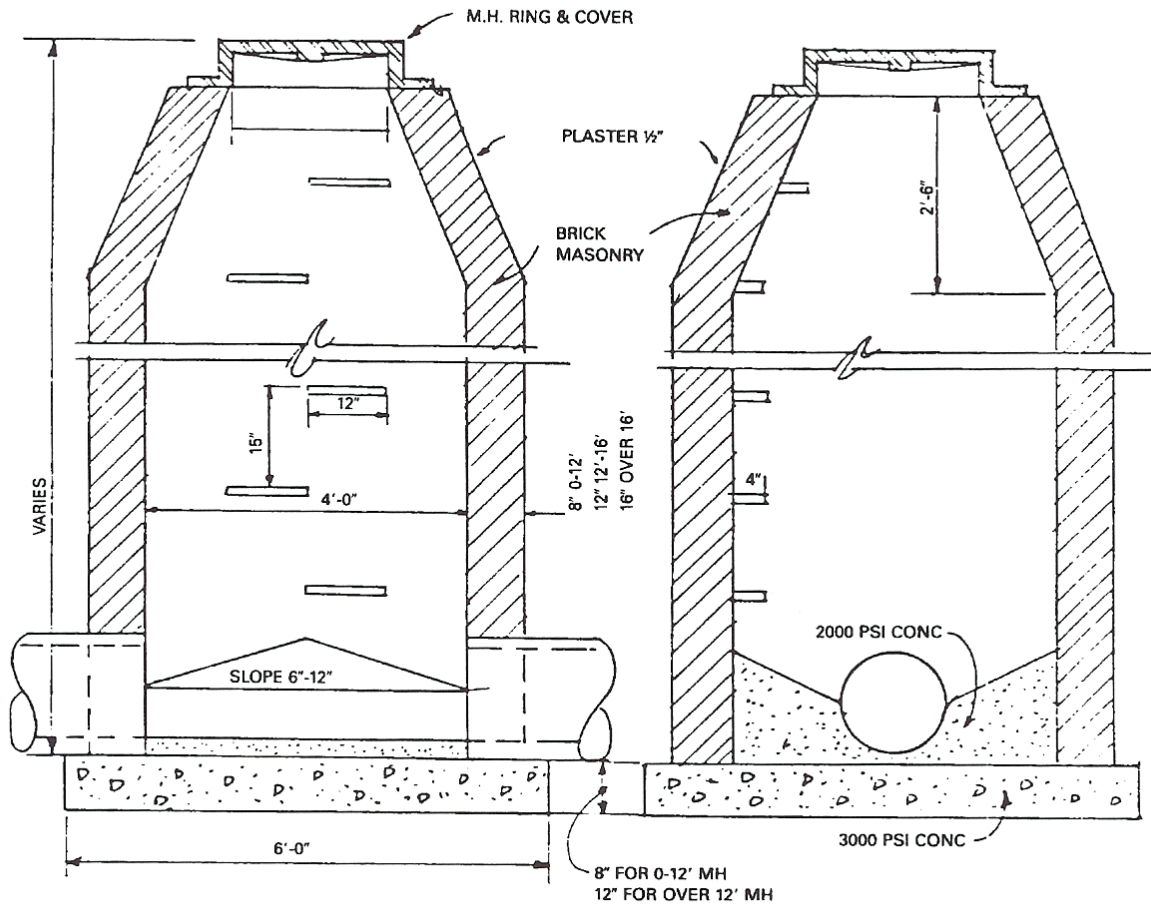 M.H. RING & COVER
PLASTER ½"
BRICK
MASONRY
2'-6"
12"
15"
4'-0"
8" 0-12'
12" 12'-16'
16" OVER 16'
4"
VARIES
2000 PSI CONC
SLOPE 6"-12"
6'-0"
3000 PSI CONC
8" FOR 0-12' MH
12" FOR OVER 12' MH